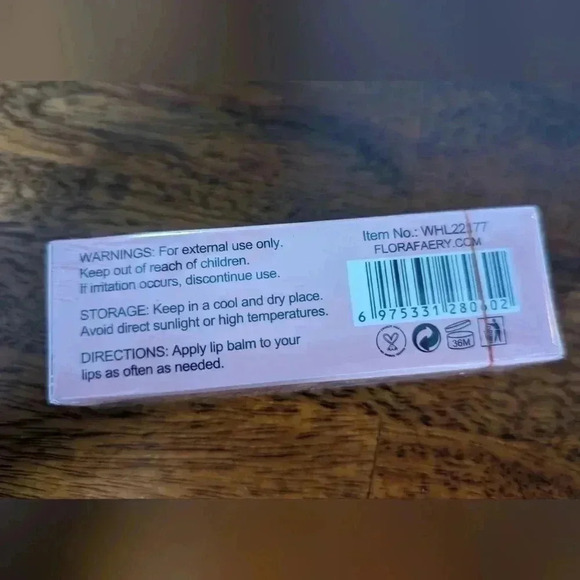 WARNINGS: For external use only.
Keep out of reach of children.
If irritation occurs, discontinue use.
STORAGE: Keep in a cool and dry place.
Avoid direct sunlight or high temperatures.
DIRECTIONS: Apply lip balm to your
lips as often as needed.
Item No.:
FLORAFAERY.COM
36M